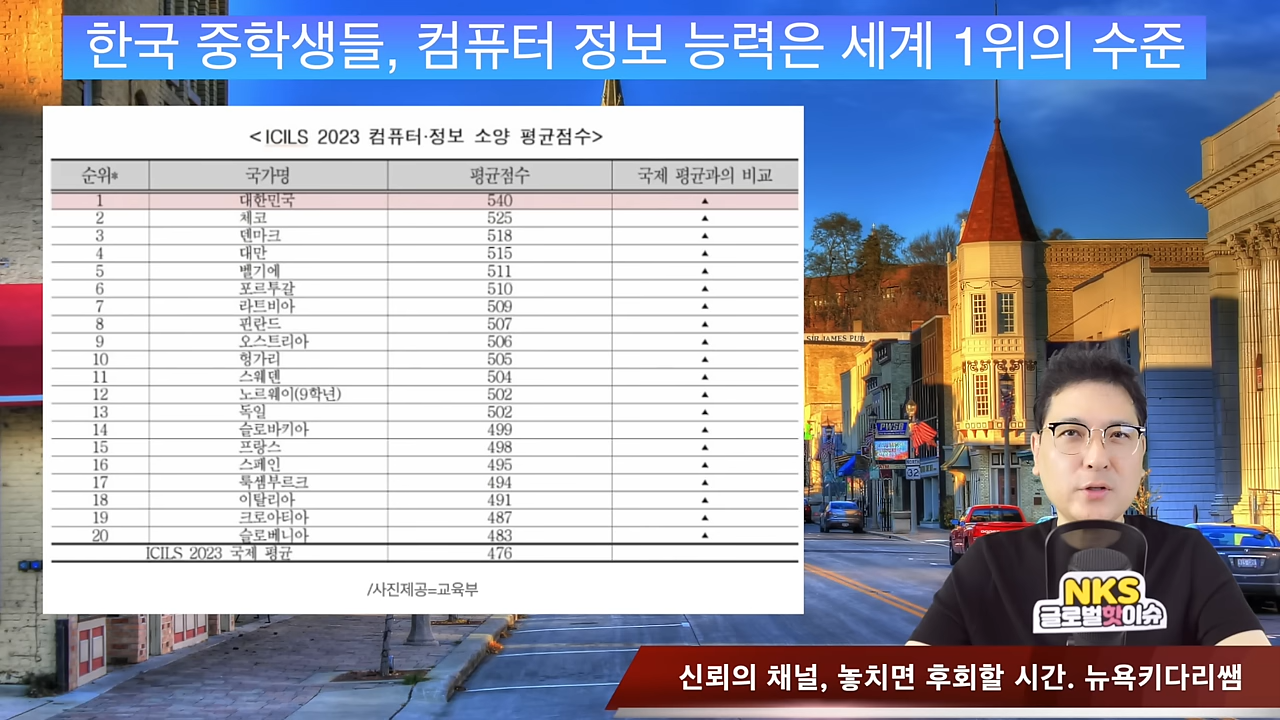 한국 중학생들, 컴퓨터 정보 능력은 세계 1위의 수준
<ICILS 2023 컴퓨터·정보 소양 평균점수>
순위* 국가명 평균점수 국제 평균과의 비교
1 대한민국 540 ▲
2 체코 525 ▲
3 덴마크 518 ▲
4 대만 515 ▲
5 벨기에 511 ▲
6 포르투갈 510 ▲
7 라트비아 509 ▲
8 핀란드 507 ▲
9 오스트리아 506 ▲
10 헝가리 505 ▲
11 스웨덴 504 ▲
12 노르웨이(9학년) 502 ▲
13 독일 502 ▲
14 슬로바키아 499 ▲
15 프랑스 498 ▲
16 스페인 495 ▲
17 룩셈부르크 494 ▲
18 이탈리아 491 ▲
19 크로아티아 487 ▲
20 슬로베니아 483 ▲
ICILS 2023 국제 평균 476
/사진제공=교육부
SIR JAMES PUB
PWSB
32
NKS
글로벌핫이슈
신뢰의 채널, 놓치면 후회할 시간. 뉴욕키다리쌤